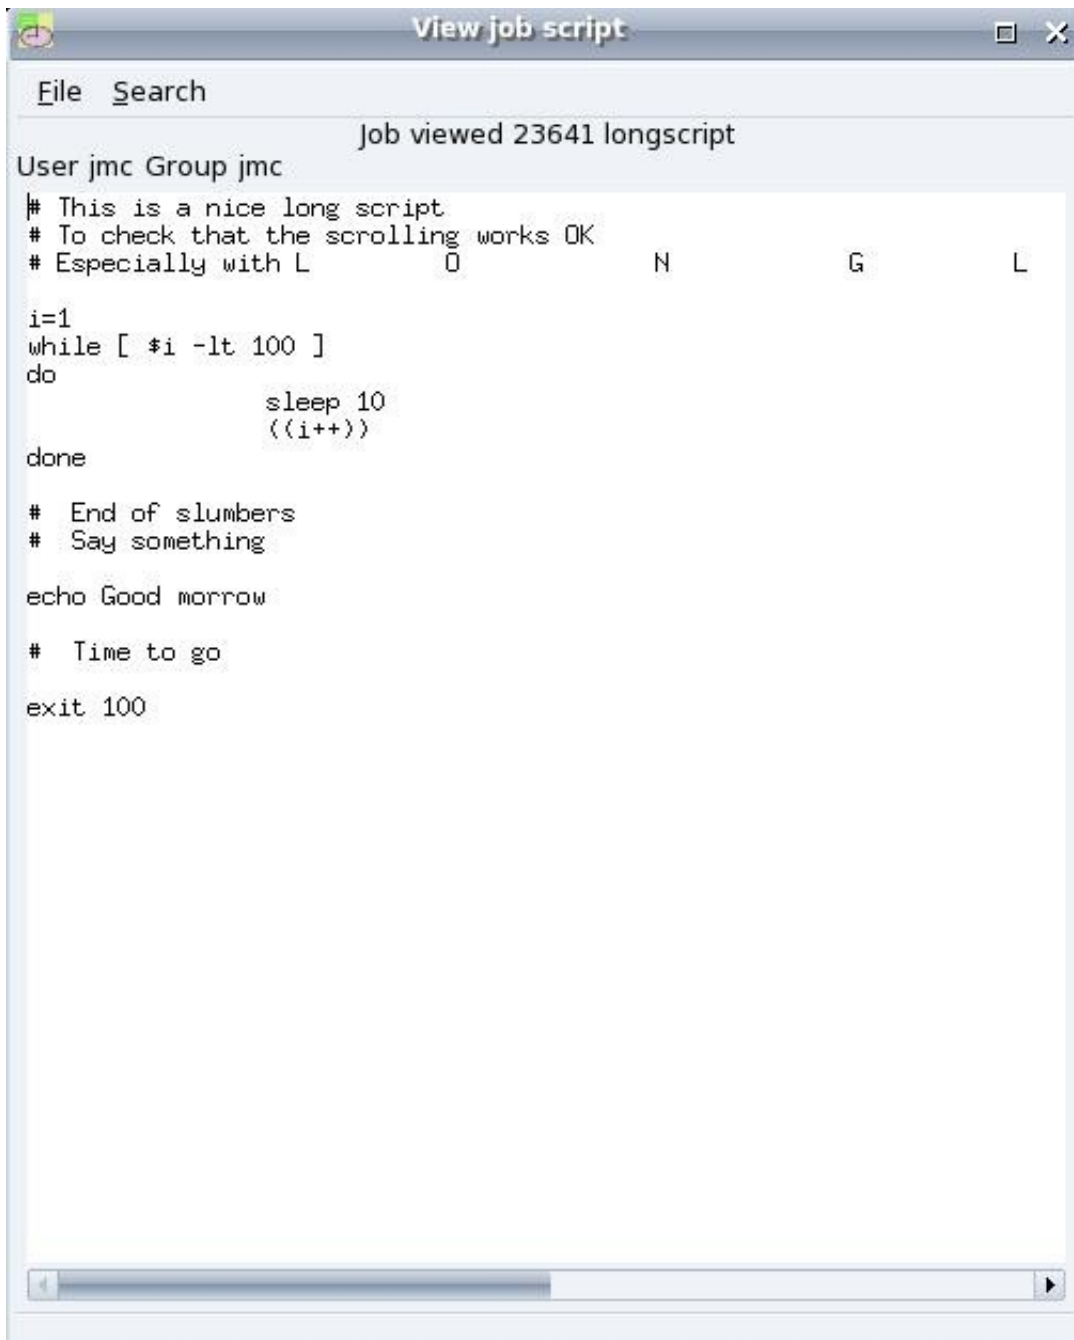 View job script
File Search
Job viewed 23641 longscript
User jmc Group jmc
# This is a nice long script
# To check that the scrolling works OK
# Especially with L O N G L
i=1
while [ $i -lt 100 ]
do
sleep 10
((i++))
done
# End of slumbers
# Say something
echo Good morrow
# Time to go
exit 100